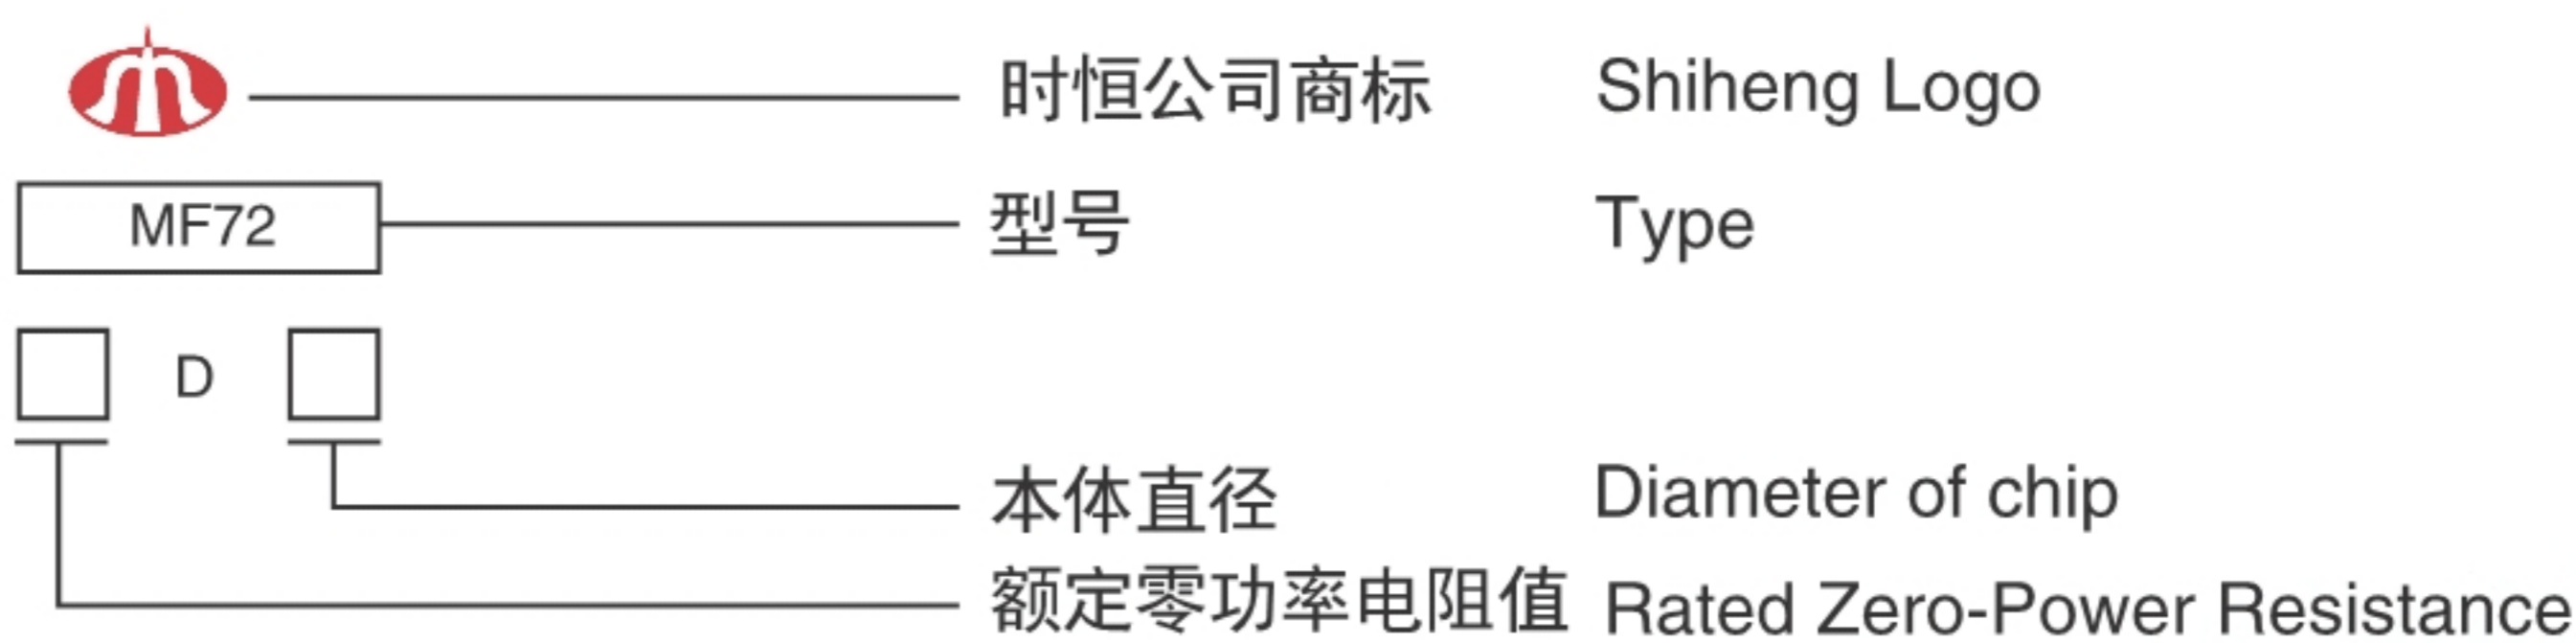 时恒公司商标 Shiheng Logo
MF72 型号 Type
D
本体直径 Diameter of chip
额定零功率电阻值 Rated Zero-Power Resistance